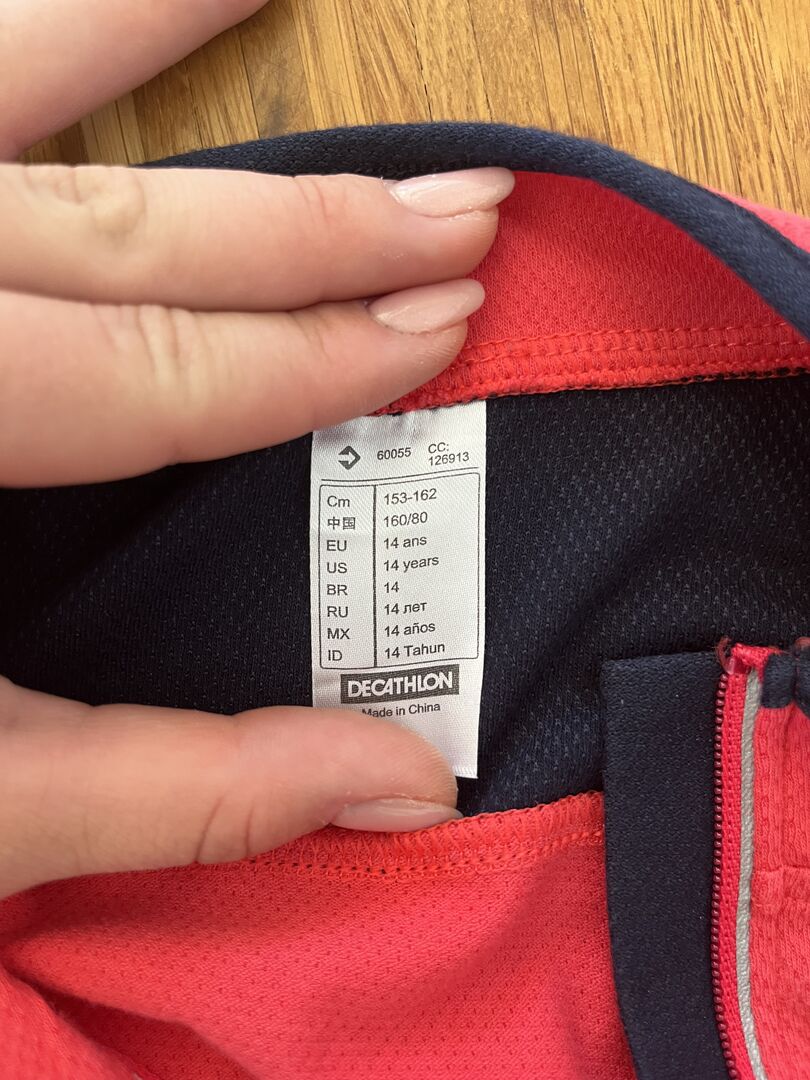 60055 CC:
126913
Cm 153-162
中国 160/80
EU 14 ans
US 14 years
BR 14
RU 14 лет
MX 14 años
ID 14 Tahun
DECATHLON
Made in China